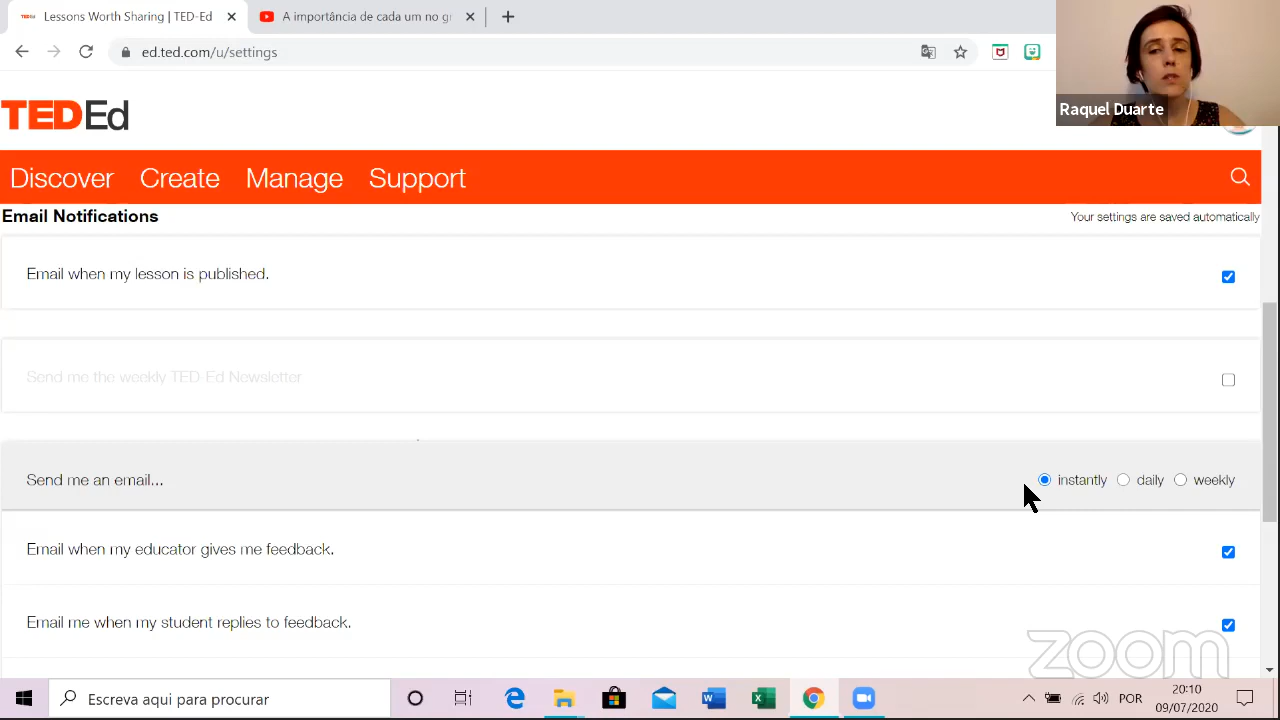 Lessons Worth Sharing | TED-Ed
A importância de cada um no gr
ed.ted.com/u/settings
Raquel Duarte
TEDEd
Discover Create Manage Support
Email Notifications
Your settings are saved automatically
Email when my lesson is published.
Send me the weekly TED-Ed Newsletter
Send me an email...
instantly daily weekly
Email when my educator gives me feedback.
Email me when my student replies to feedback.
zoom
Escreva aqui para procurar
POR
20:10
09/07/2020